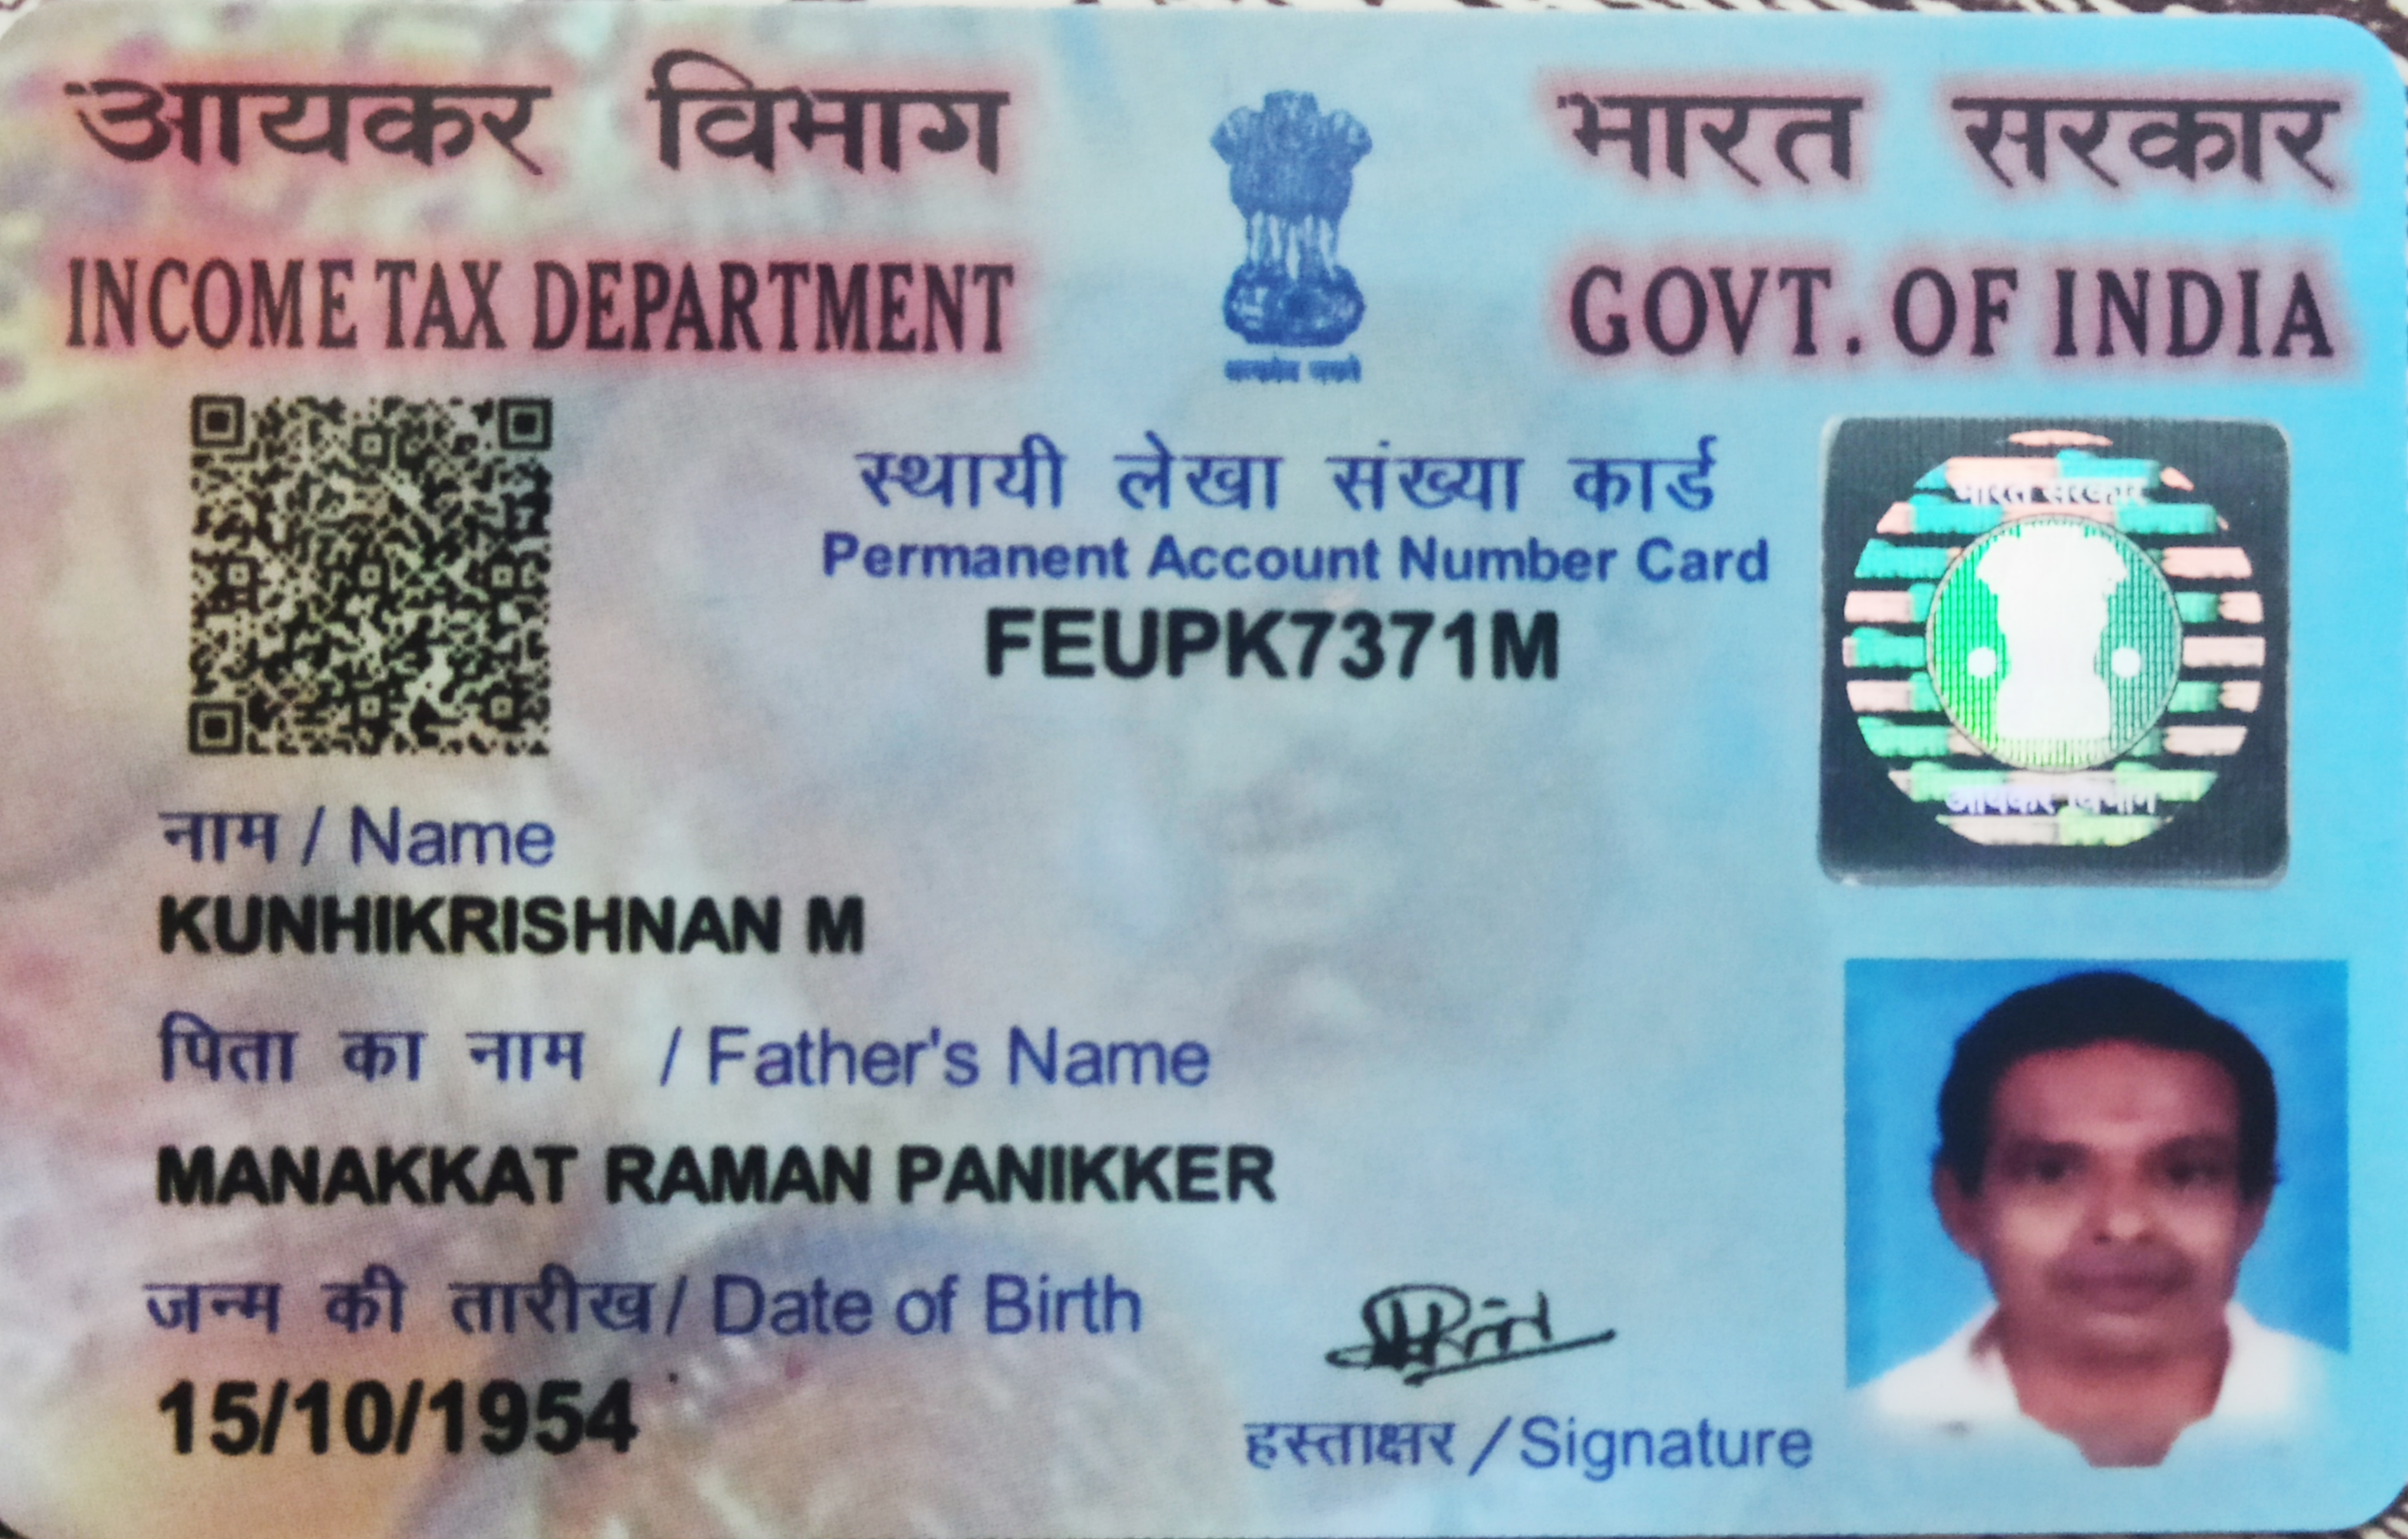 आयकर विभाग
INCOME TAX DEPARTMENT
भारत सरकार
GOVT. OF INDIA
सत्यमेव जयते
स्थायी लेखा संख्या कार्ड
Permanent Account Number Card
FEUPK7371M
भारत सरकार
आयकर विभाग
नाम / Name
KUNHIKRISHNAN M
पिता का नाम / Father's Name
MANAKKAT RAMAN PANIKKER
जन्म की तारीख / Date of Birth
15/10/1954
हस्ताक्षर / Signature